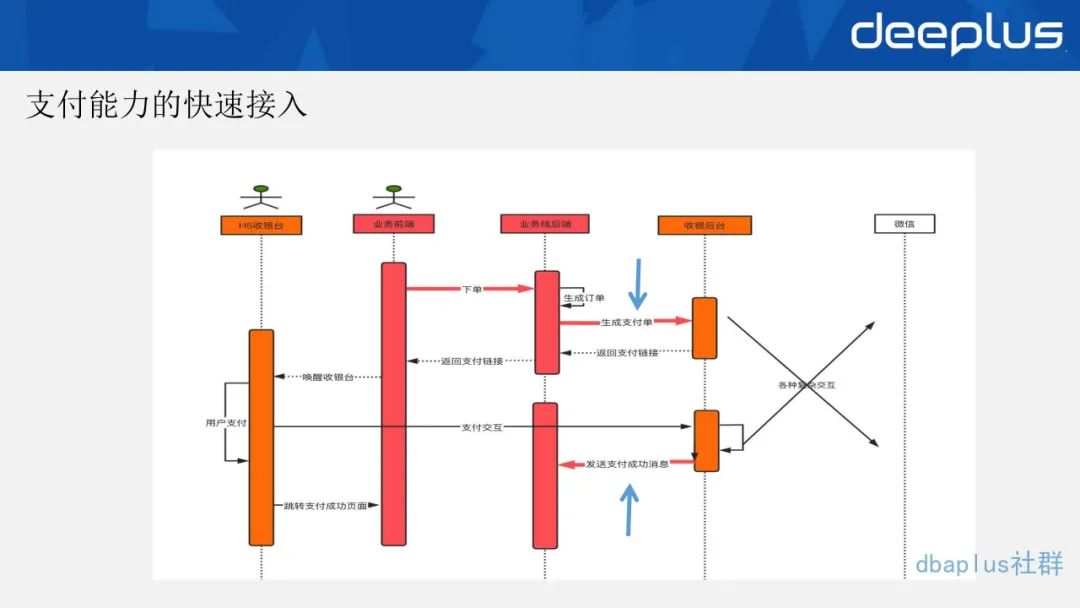 deeplus
支付能力的快速接入
H5收银台
业务前端
业务线后端
收银后台
微信
下单
生成订单
生成支付单
返回支付链接
返回支付链接
唤醒收银台
各种复杂交互
用户支付
支付交互
发送支付成功消息
跳转支付成功页面
dbaplus社群